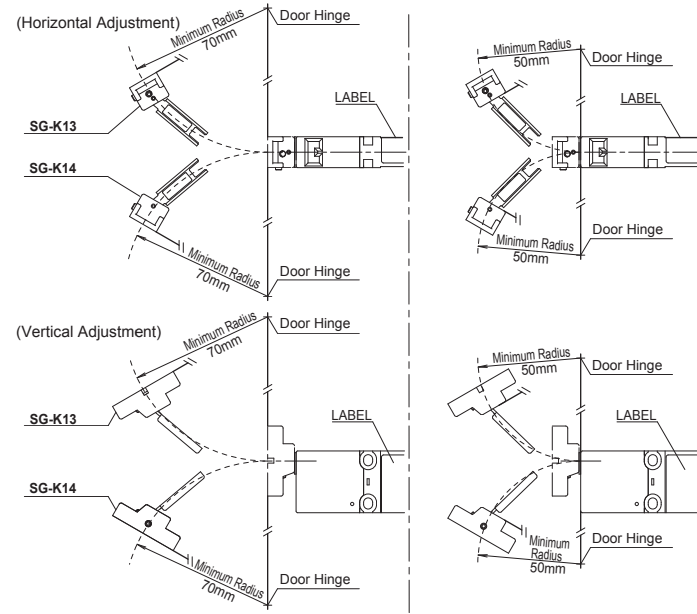 (Horizontal Adjustment)
Minimum Radius
70mm
Door Hinge
LABEL
SG-K13
SG-K14
Minimum Radius
70mm
Door Hinge
Minimum Radius
50mm
Door Hinge
LABEL
Minimum Radius
50mm
Door Hinge
(Vertical Adjustment)
Minimum Radius
70mm
Door Hinge
LABEL
SG-K13
SG-K14
Minimum Radius
70mm
Door Hinge
Minimum Radius
50mm
Door Hinge
LABEL
Minimum
Radius
50mm
Door Hinge